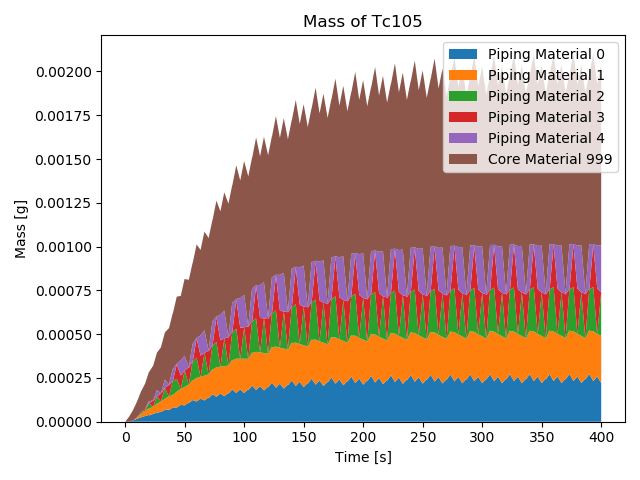 Mass of Tc105
Piping Material 0
Piping Material 1
Piping Material 2
Piping Material 3
Piping Material 4
Core Material 999
0.00200
0.00175
0.00150
0.00125
0.00100
0.00075
0.00050
0.00025
0.00000
Mass [g]
0 50 100 150 200 250 300 350 400
Time [s]